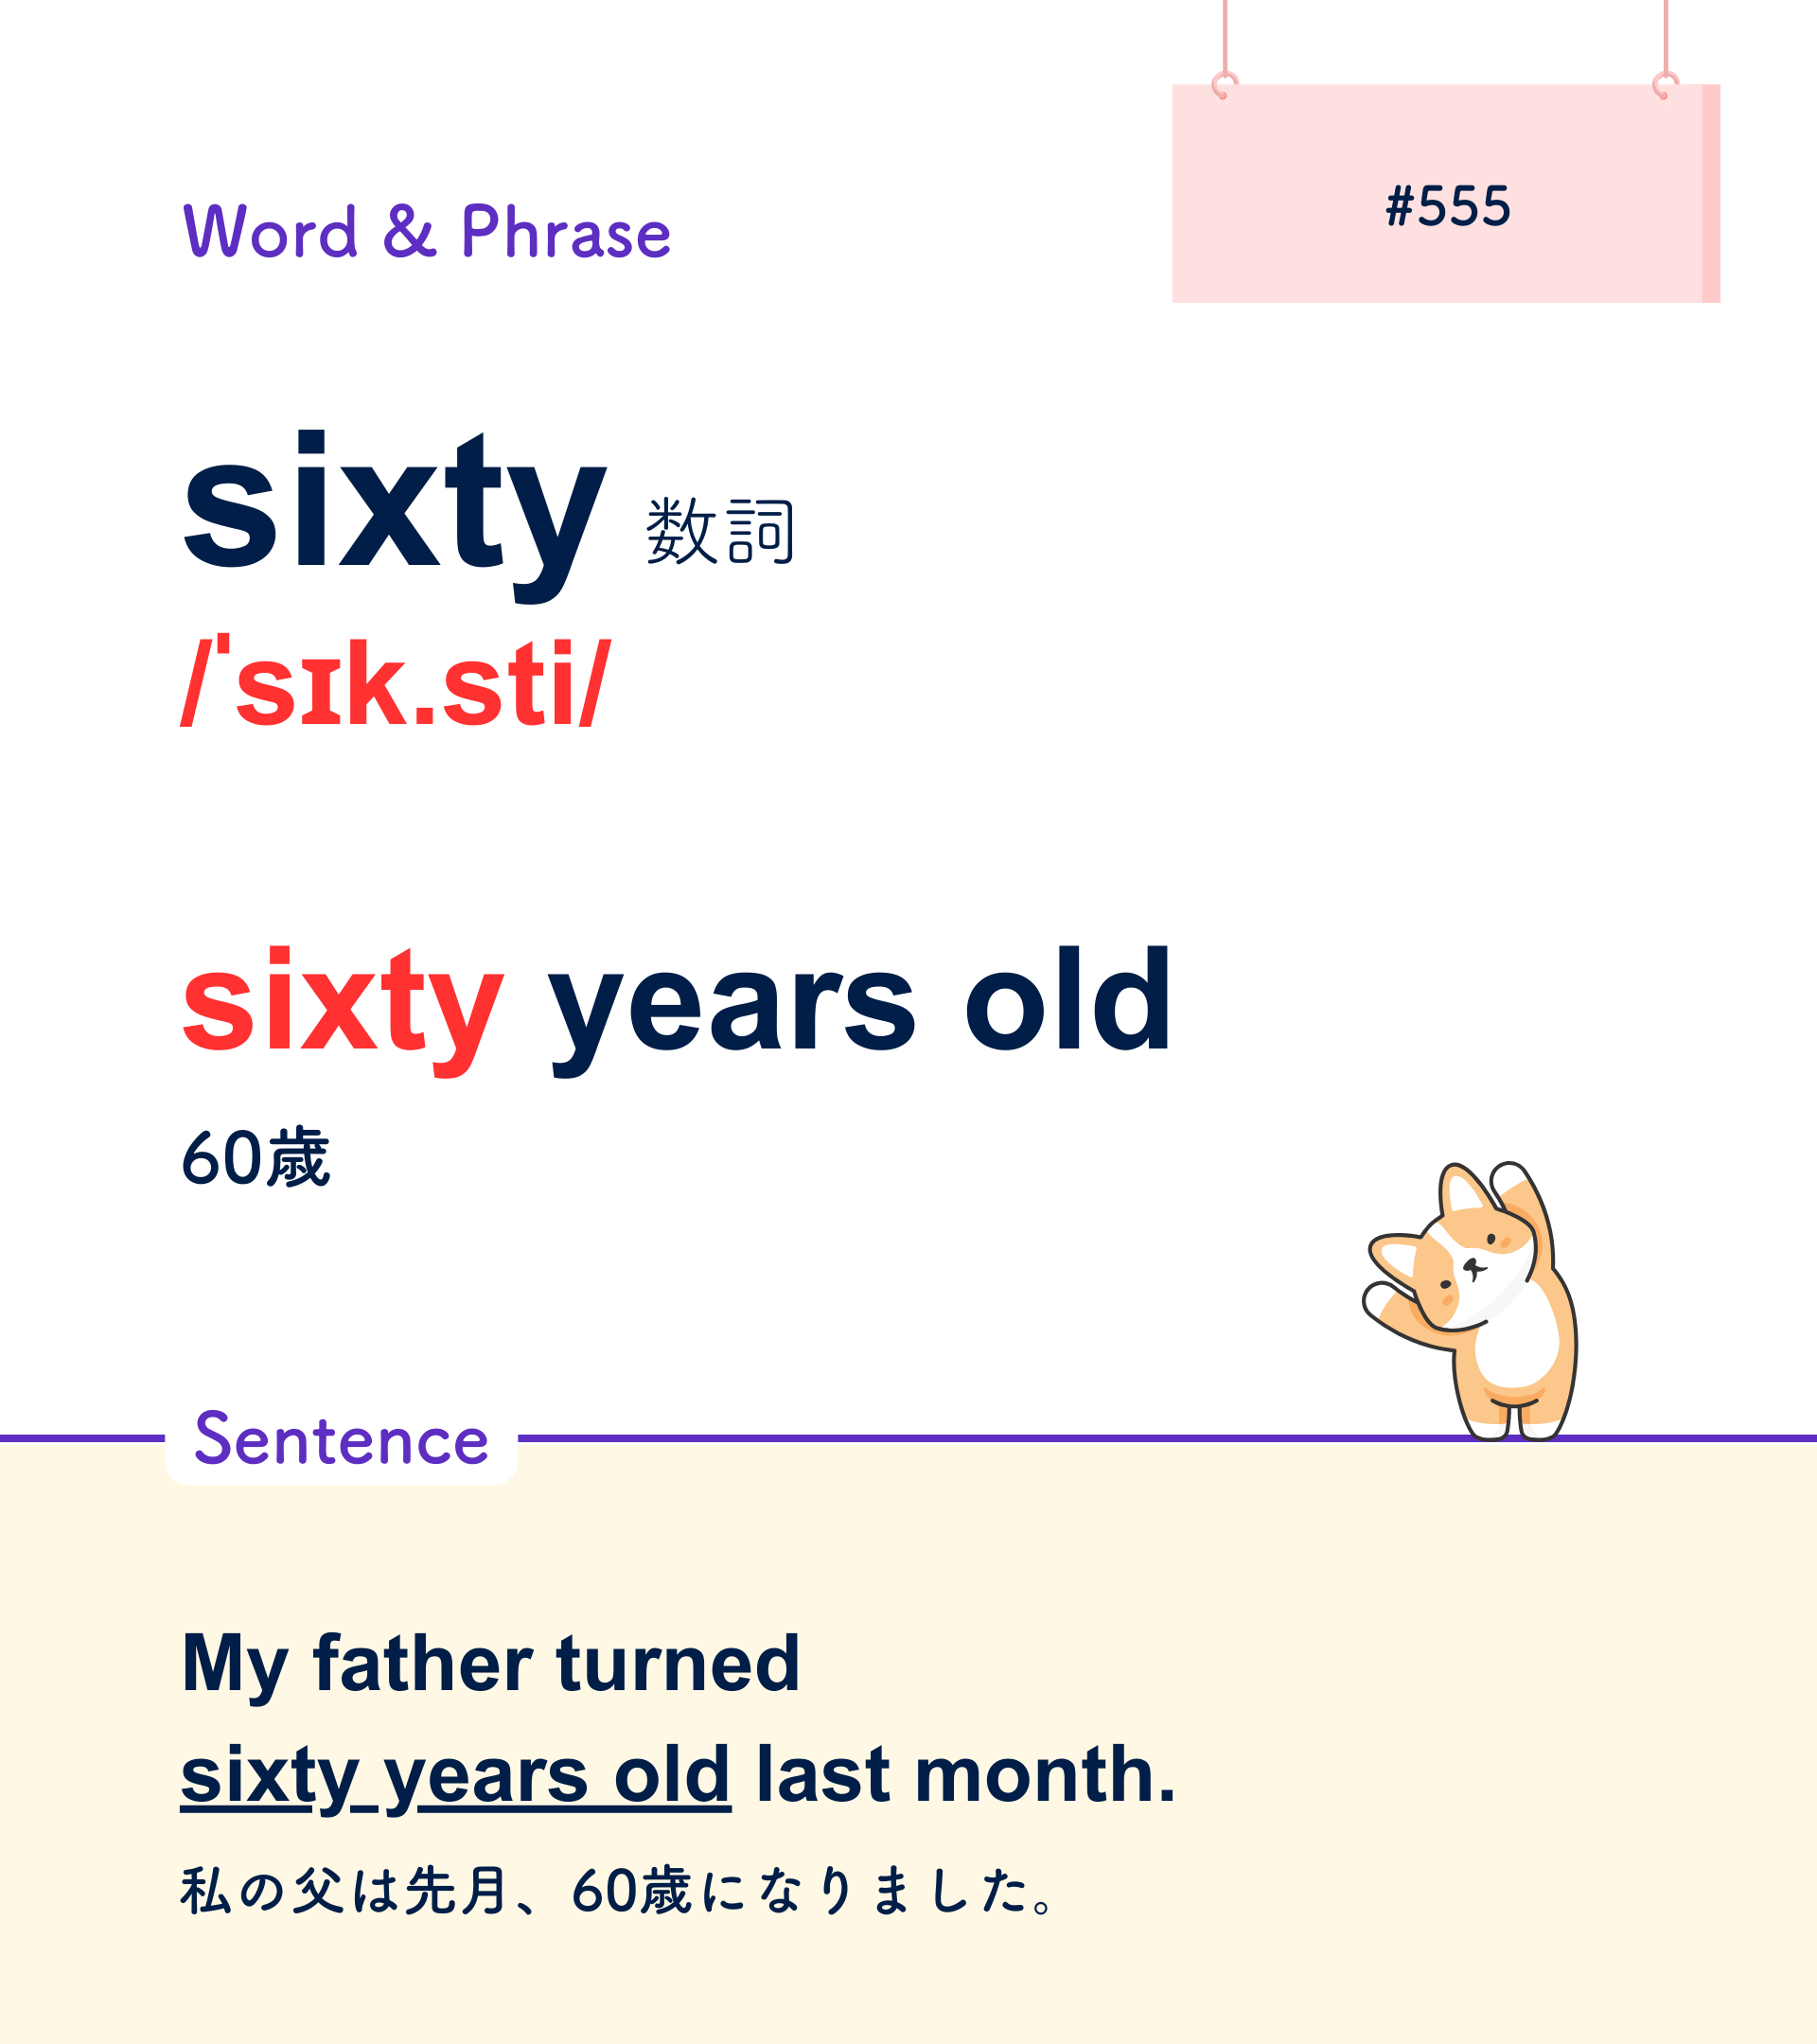 Word & Phrase
#555
sixty 数詞
/ˈsɪk.sti/
sixty years old
60歳
Sentence
My father turned
sixty years old last month.
私の父は先月、60歳になりました。